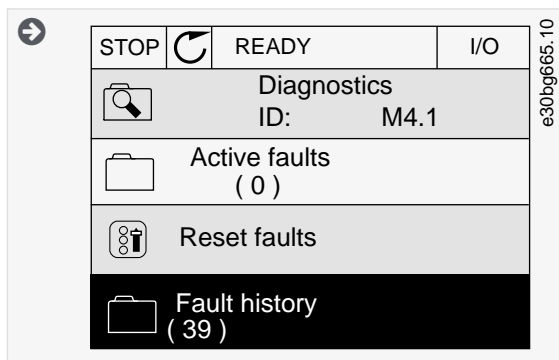 STOP READY I/O
Diagnostics
ID: M4.1
Active faults
( 0 )
Reset faults
Fault history
( 39 )
e30bg665.10